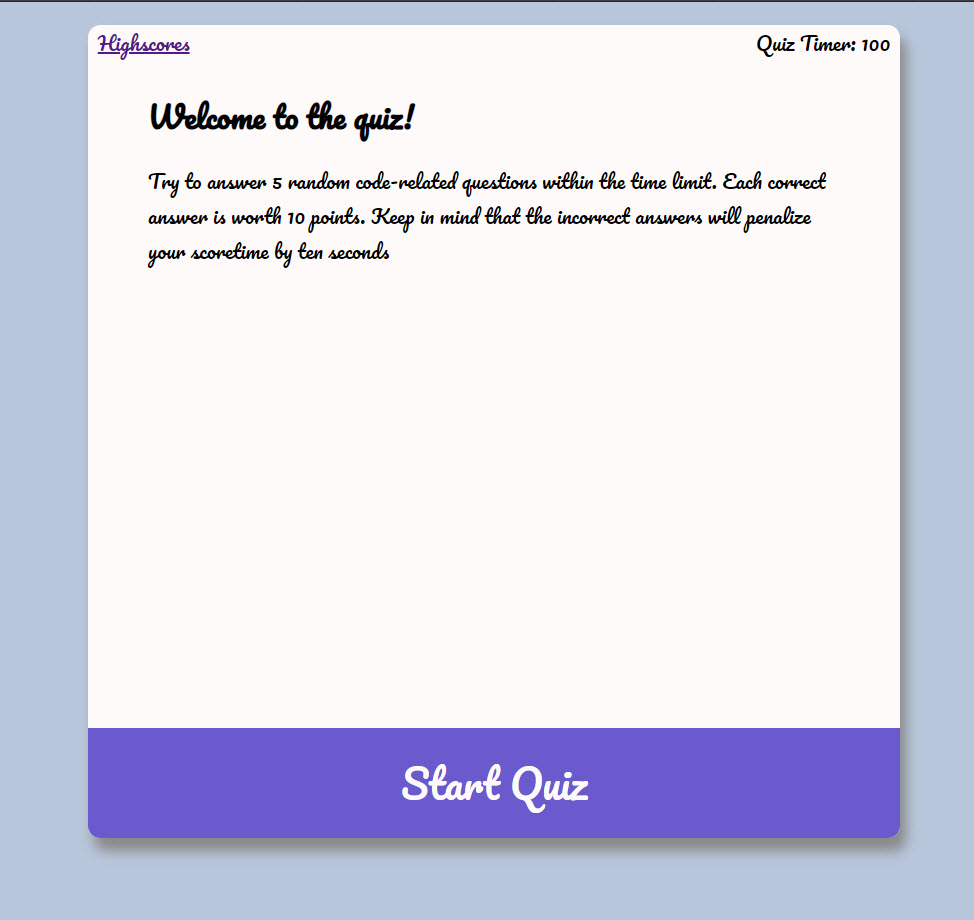 Highscores
Quiz Timer: 100
Welcome to the quiz!
Try to answer 5 random code-related questions within the time limit. Each correct
answer is worth 10 points. Keep in mind that the incorrect answers will penalize
your scoretime by ten seconds
Start Quiz